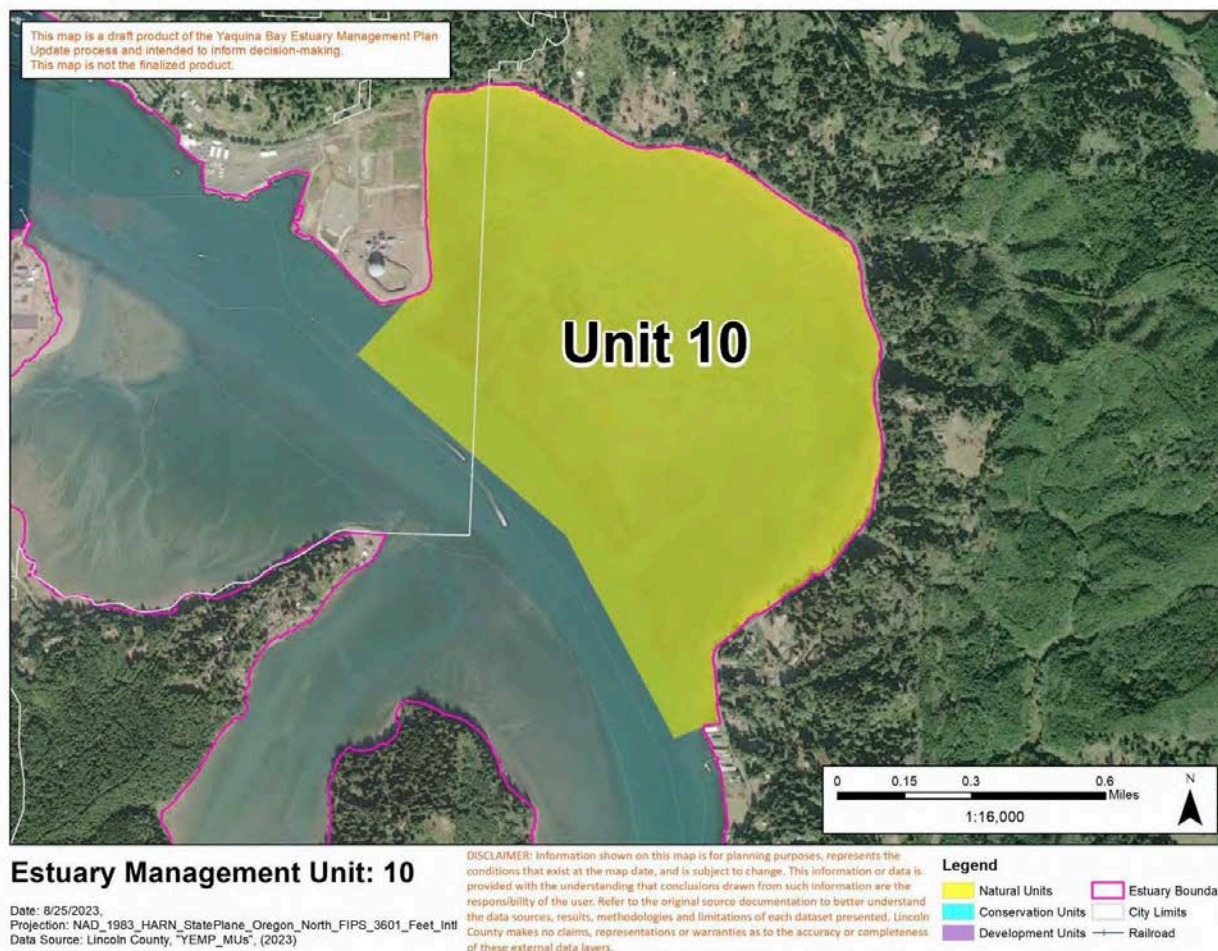 This map is a draft product of the Yaquina Bay Estuary Management Plan
Update process and intended to inform decision-making.
This map is not the finalized product.
Unit 10
0 0.15 0.3 0.6
Miles
1:16,000
N
Estuary Management Unit: 10
Date: 8/25/2023,
Projection: NAD_1983_HARN_StatePlane_Oregon_North_FIPS_3601_Feet_Intl
Data Source: Lincoln County, "YEMP_MUs", (2023)
DISCLAIMER: Information shown on this map is for planning purposes, represents the
conditions that exist at the map date, and is subject to change. This information or data is
provided with the understanding that conclusions drawn from such information are the
responsibility of the user. Refer to the original source documentation to better understand
the data sources, results, methodologies and limitations of each dataset presented. Lincoln
County makes no claims, representations or warranties as to the accuracy or completeness
of these external data layers.
Legend
Natural Units
Conservation Units
Development Units
Estuary Bounda
City Limits
Railroad